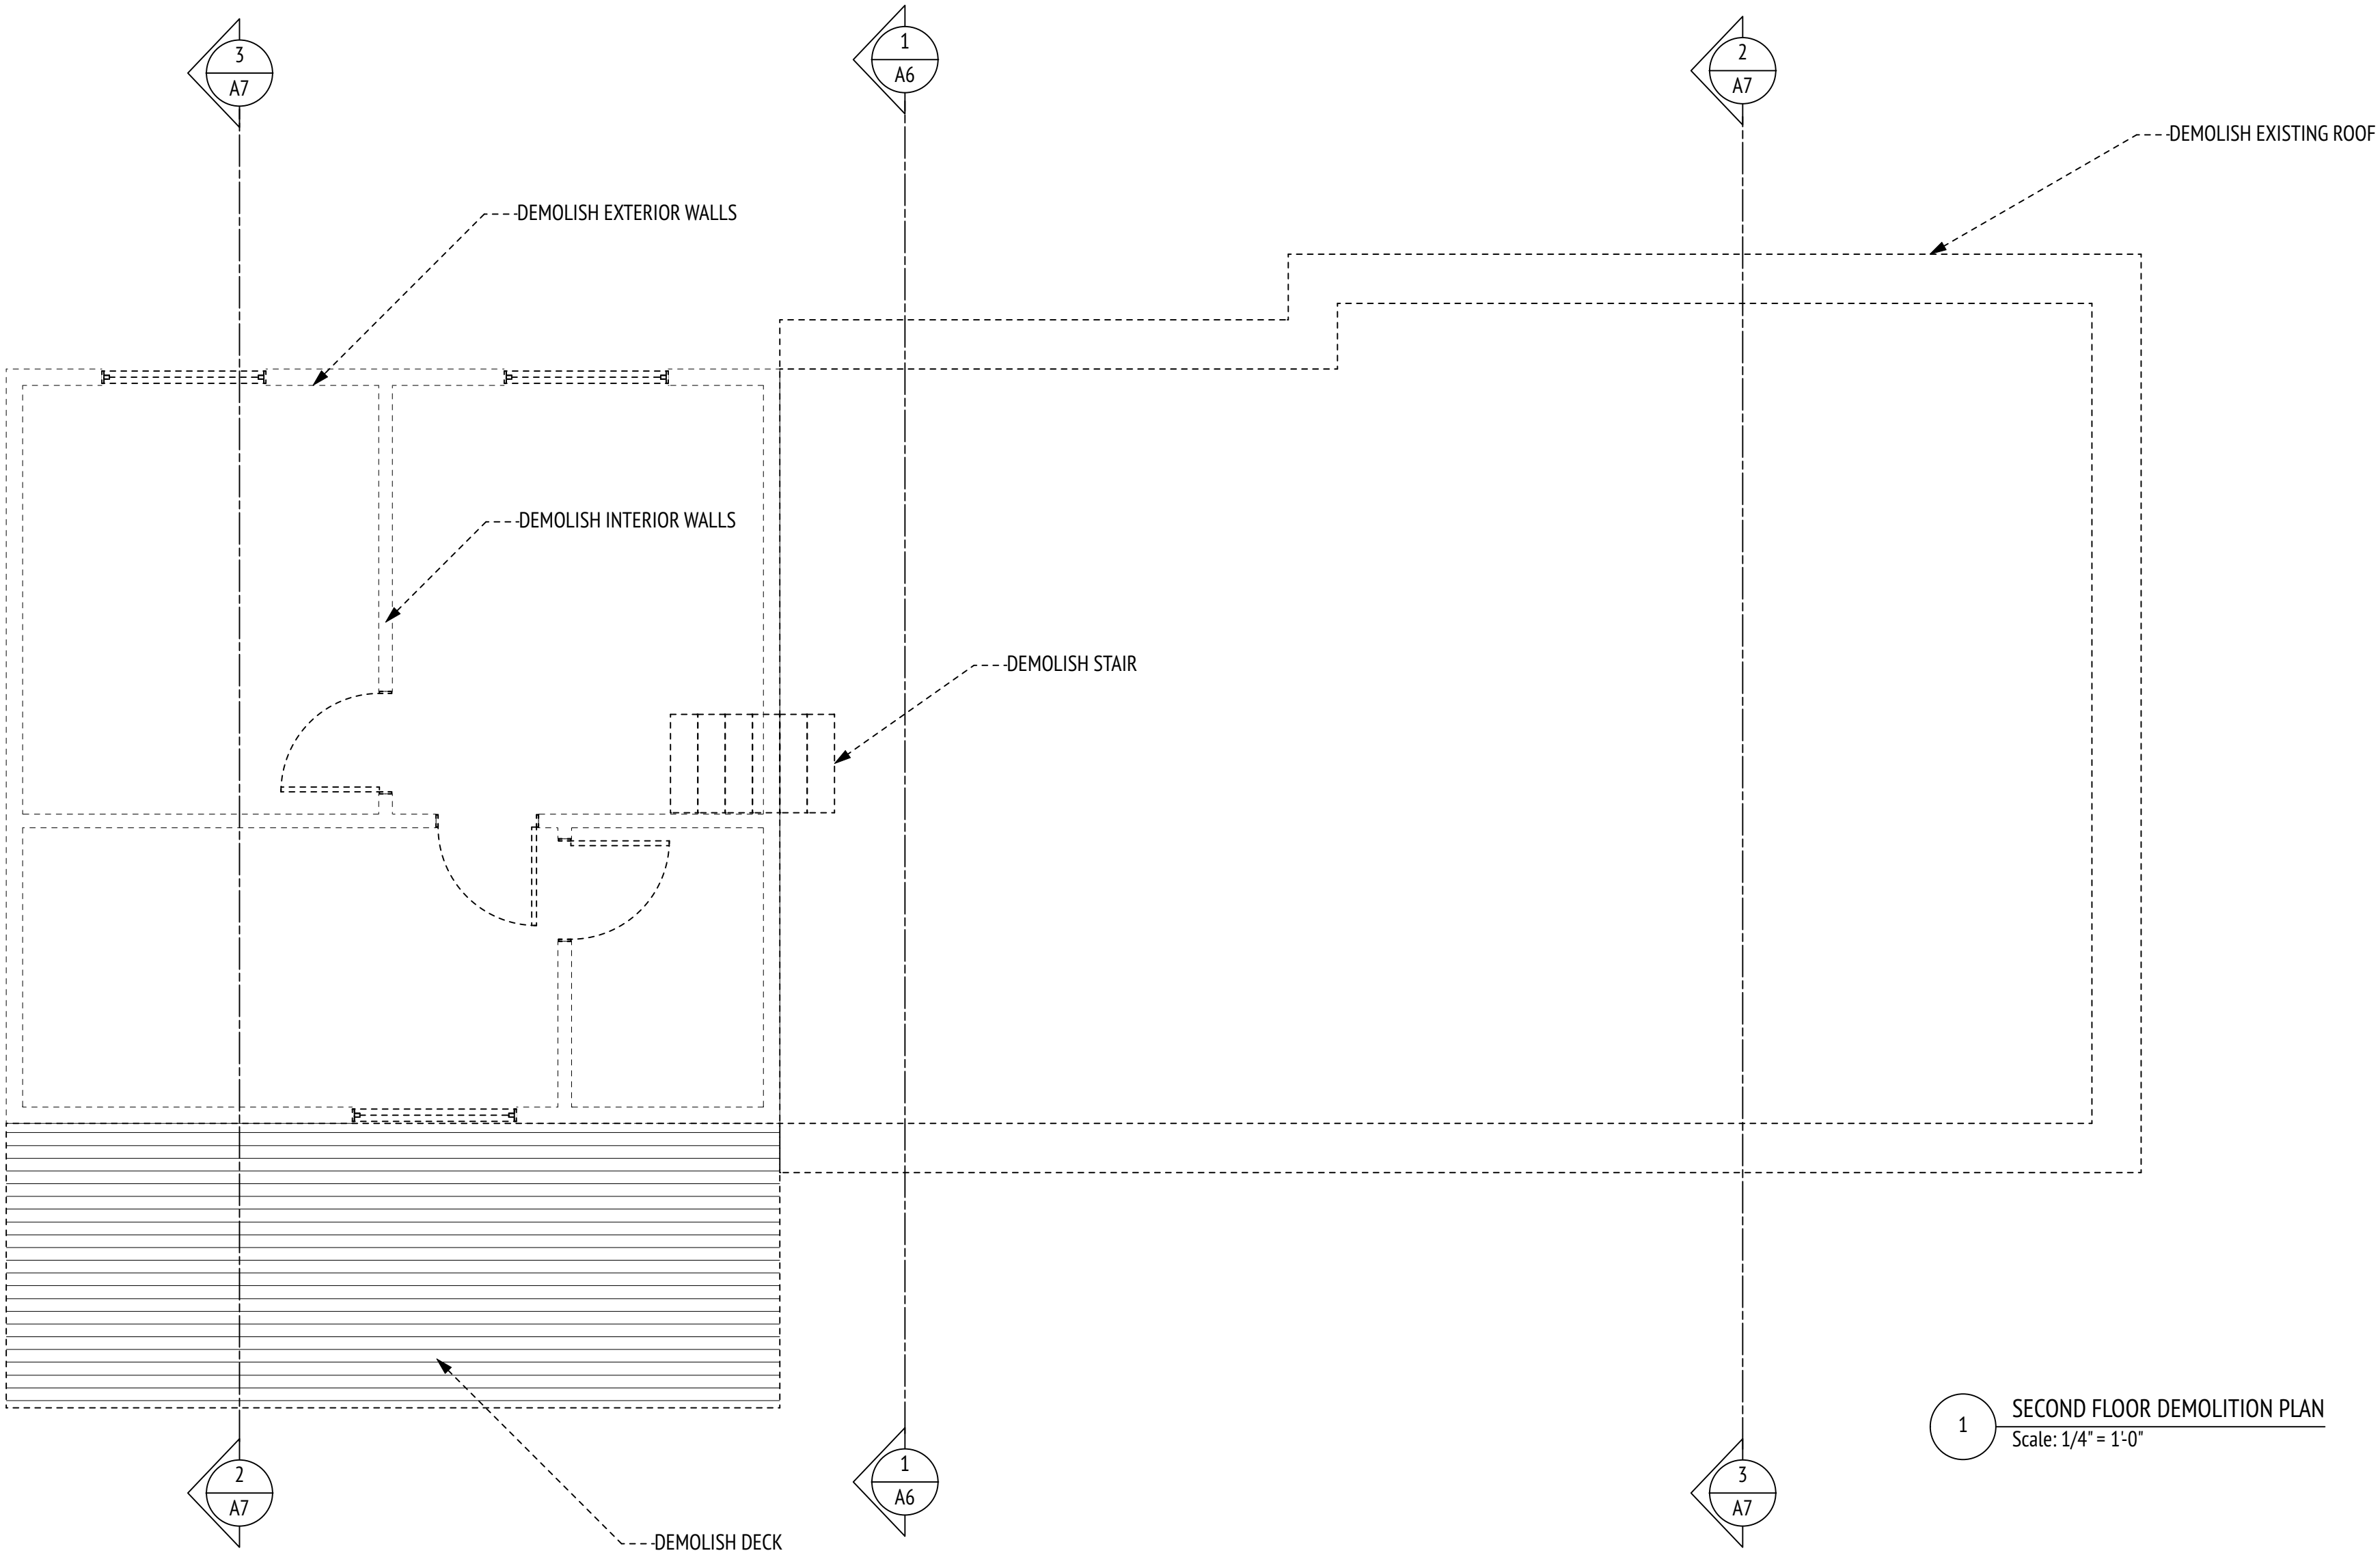 1
A6
2
A7
3
A7
DEMOLISH EXISTING ROOF
DEMOLISH EXTERIOR WALLS
DEMOLISH INTERIOR WALLS
DEMOLISH STAIR
1
SECOND FLOOR DEMOLITION PLAN
Scale: 1/4" = 1'-0"
2
A7
1
A6
3
A7
DEMOLISH DECK